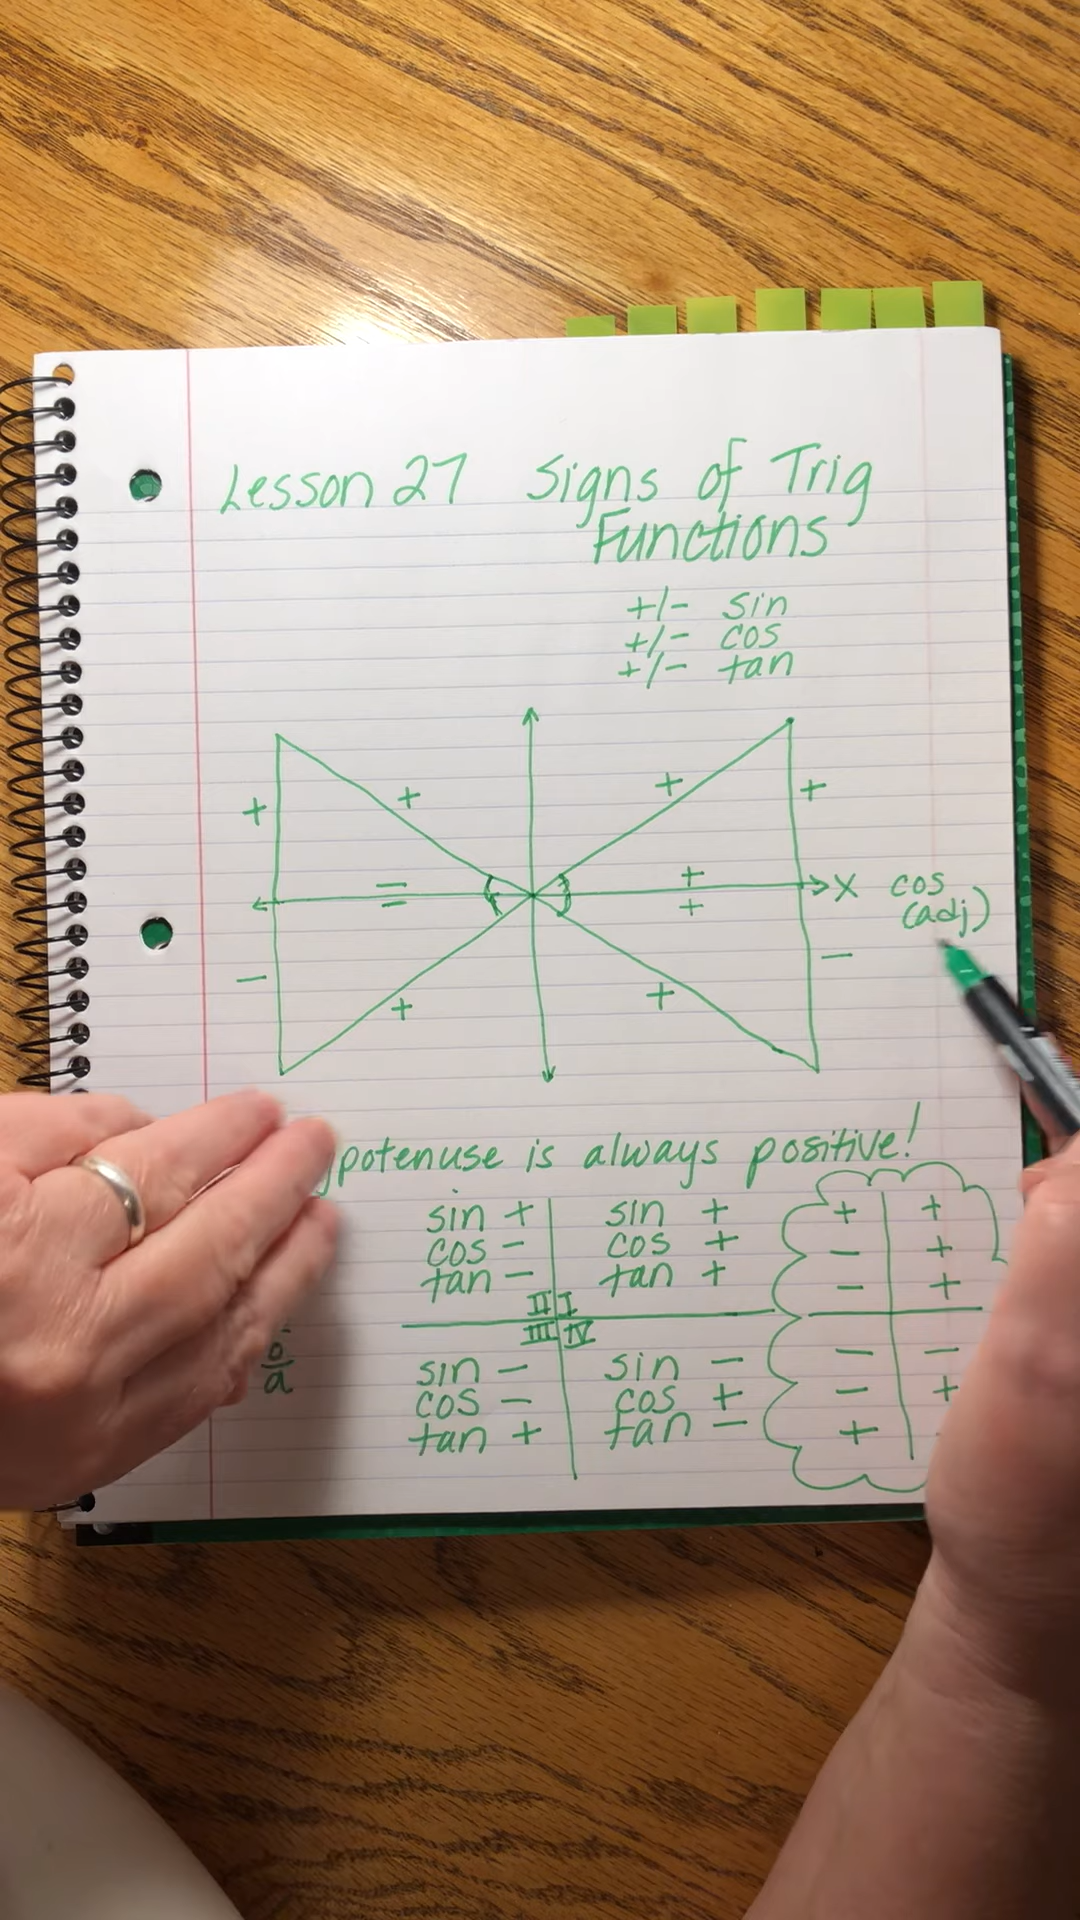 Lesson 27 Signs of Trig
Functions
+/- sin
+/- cos
+/- tan
+ + + +
= + + X cos
(adj)
- + + -
ypotenuse is always positive!
sin + sin + + +
cos - cos + - +
tan - tan + - +
II I
III IV
sin - sin - - -
cos - cos + - +
tan + tan - +
a